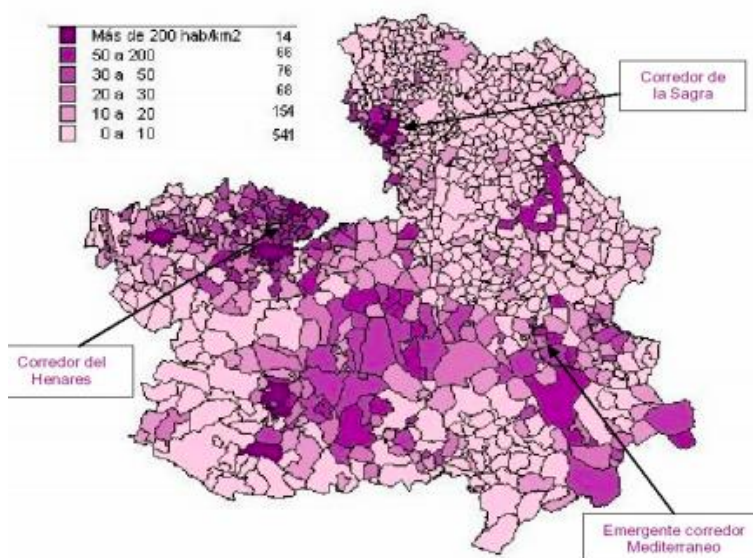 Más de 200 hab/km2 14
50 a 200 66
30 a 50 76
20 a 30 68
10 a 20 154
0 a 10 541
Corredor de
la Sagra
Corredor del
Henares
Emergente corredor
Mediterraneo